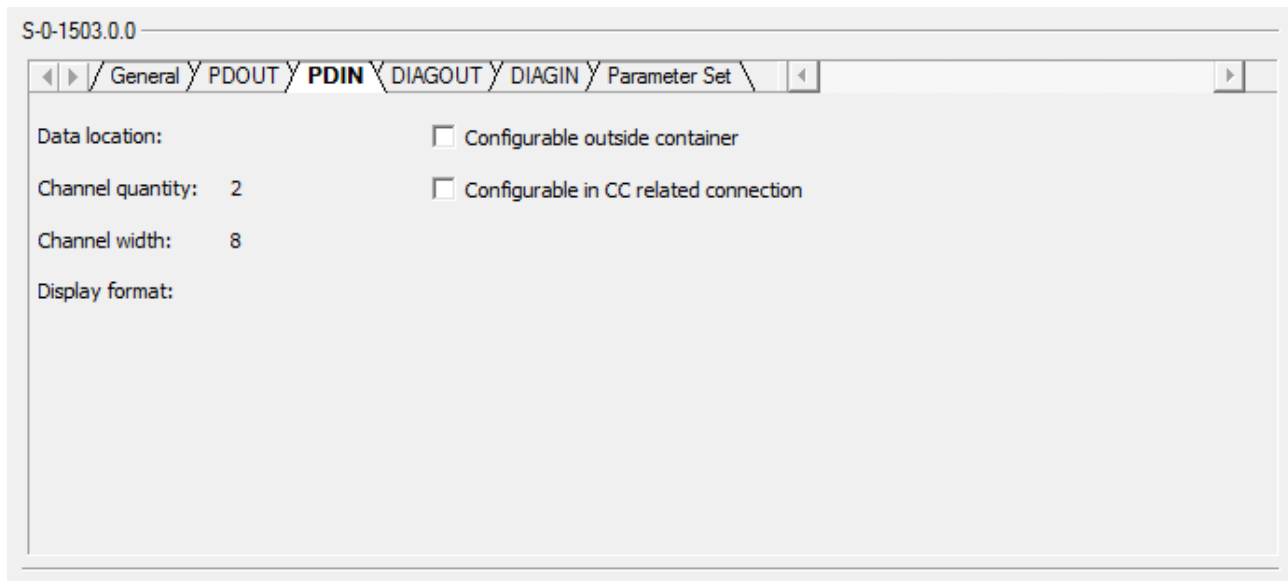 S-0-1503.0.0
General PDOUT PDIN DIAGOUT DIAGIN Parameter Set
Data location: Configurable outside container
Channel quantity: 2 Configurable in CC related connection
Channel width: 8
Display format: